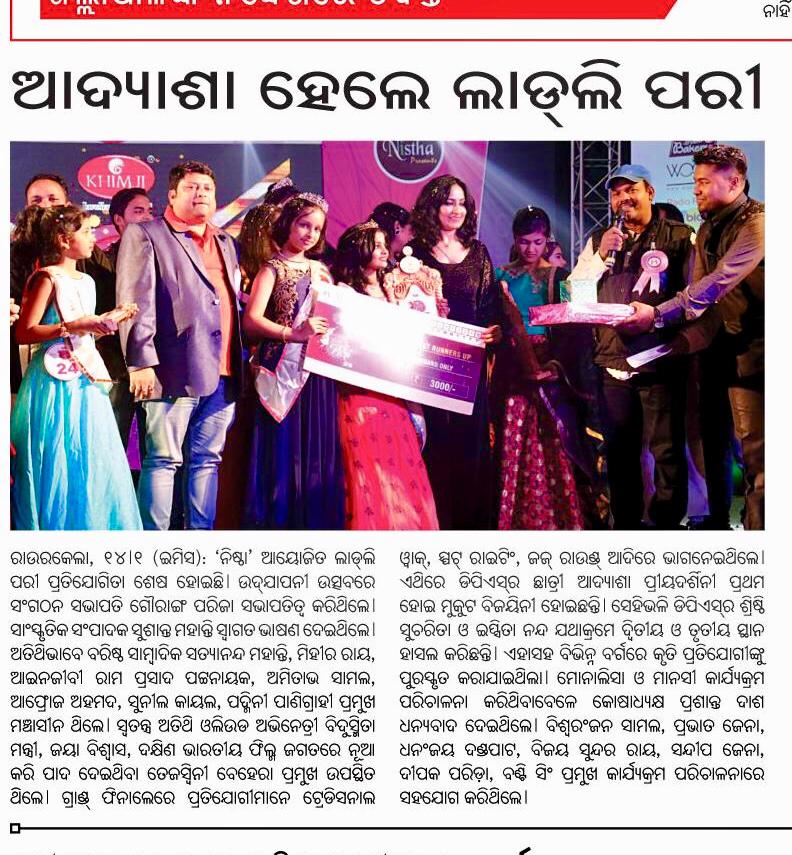 ନାହିଁ
ଆଦ୍ୟାଶା ହେଲେ ଲାଡ୍‌ଲି ପରୀ
KHIMJI
Nistha
Presents
24
RUNNERS UP
ONLY
3000/-
ରାଉରକେଲା, ୧୪।୧ (ଇମିସ): ‘ନିଷ୍ଠା’ ଆୟୋଜିତ ଲାଡ୍‌ଲି
ପରୀ ପ୍ରତିଯୋଗିତା ଶେଷ ହୋଇଛି। ଉଦ୍‌ଯାପନୀ ଉତ୍ସବରେ
ସଂଗଠନ ସଭାପତି ଗୌରାଙ୍ଗ ପରିଜା ସଭାପତିତ୍ୱ କରିଥିଲେ।
ସାଂସ୍କୃତିକ ସଂପାଦକ ସୁଶାନ୍ତ ମହାନ୍ତି ସ୍ୱାଗତ ଭାଷଣ ଦେଇଥିଲେ।
ଅତିଥିଭାବେ ବରିଷ୍ଠ ସାମ୍ବାଦିକ ସତ୍ୟାନନ୍ଦ ମହାନ୍ତି, ମିହୀର ରାୟ,
ଆଇନଜୀବୀ ରାମ ପ୍ରସାଦ ପଟ୍ଟନାୟକ, ଅମିତାଭ ସାମଲ,
ଆଫ୍ରୋଜ ଅହମଦ, ସୁନୀଲ କାୟଲ, ପଦ୍ମିନୀ ପାଣିଗ୍ରାହୀ ପ୍ରମୁଖ
ମଞ୍ଚାସୀନ ଥିଲେ। ସ୍ୱତନ୍ତ୍ର ଅତିଥି ଓଲିଉଡ ଅଭିନେତ୍ରୀ ବିଦୁସ୍ମିତା
ମନ୍ତ୍ରୀ, ଜୟା ବିଶ୍ୱାସ, ଦକ୍ଷିଣ ଭାରତୀୟ ଫିଲ୍ମ ଜଗତରେ ନୂଆ
କରି ପାଦ ଦେଇଥିବା ତେଜସ୍ୱିନୀ ବେହେରା ପ୍ରମୁଖ ଉପସ୍ଥିତ
ଥିଲେ। ଗ୍ରାଣ୍ଡ ଫିନାଲେରେ ପ୍ରତିଯୋଗୀମାନେ ଟ୍ରେଡିସନାଲ
ୱାକ୍, ସ୍ପଟ୍ ରାଇଟିଂ, ଜଜ୍ ରାଉଣ୍ଡ ଆଦିରେ ଭାଗନେଇଥିଲେ।
ଏଥିରେ ଡିପିଏସ୍‌ର ଛାତ୍ରୀ ଆଦ୍ୟାଶା ପ୍ରୀୟଦର୍ଶିନୀ ପ୍ରଥମ
ହୋଇ ମୁକୁଟ ବିଜୟିନୀ ହୋଇଛନ୍ତି। ସେହିଭଳି ଡିପିଏସ୍‌ର ଶ୍ରିଷ୍ଟି
ସୁଚରିତା ଓ ଇପ୍ସିତା ନନ୍ଦ ଯଥାକ୍ରମେ ଦ୍ୱିତୀୟ ଓ ତୃତୀୟ ସ୍ଥାନ
ହାସଲ କରିଛନ୍ତି। ଏହାସହ ବିଭିନ୍ନ ବର୍ଗରେ କୃତି ପ୍ରତିଯୋଗୀଙ୍କୁ
ପୁରସ୍କୃତ କରାଯାଇଥିଲା। ମୋନାଲିସା ଓ ମାନସୀ କାର୍ଯ୍ୟକ୍ରମ
ପରିଚାଳନା କରିଥିବାବେଳେ କୋଷାଧ୍ୟକ୍ଷ ପ୍ରଶାନ୍ତ ଦାଶ
ଧନ୍ୟବାଦ ଦେଇଥିଲେ। ବିଶ୍ୱରଂଜନ ସାମଲ, ପ୍ରଭାତ ଜେନା,
ଧନଂଜୟ ଦଣ୍ଡପାଟ, ବିଜୟ ସୁନ୍ଦର ରାୟ, ସନ୍ଦୀପ ଜେନା,
ଦୀପକ ପରିଡ଼ା, ବଣ୍ଟି ସିଂ ପ୍ରମୁଖ କାର୍ଯ୍ୟକ୍ରମ ପରିଚାଳନାରେ
ସହଯୋଗ କରିଥିଲେ।